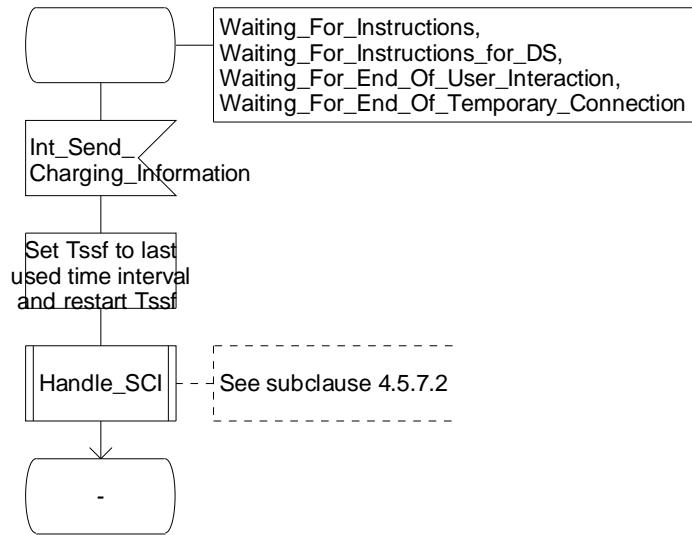 Waiting_For_Instructions,
Waiting_For_Instructions_for_DS,
Waiting_For_End_Of_User_Interaction,
Waiting_For_End_Of_Temporary_Connection
Int_Send_
Charging_Information
Set Tssf to last
used time interval
and restart Tssf
Handle_SCI
See subclause 4.5.7.2
-